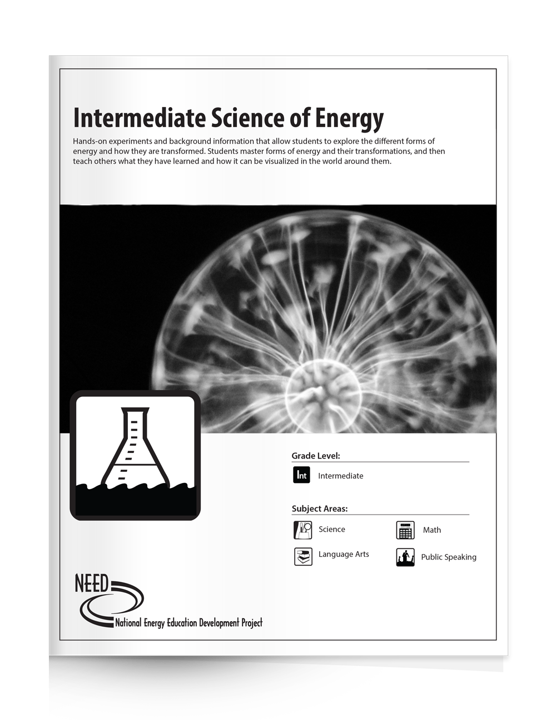 Intermediate Science of Energy
Hands-on experiments and background information that allow students to explore the different forms of
energy and how they are transformed. Students master forms of energy and their transformations, and then
teach others what they have learned and how it can be visualized in the world around them.
Grade Level:
Int Intermediate
Subject Areas:
Science Math
Language Arts Public Speaking
NEED
National Energy Education Development Project